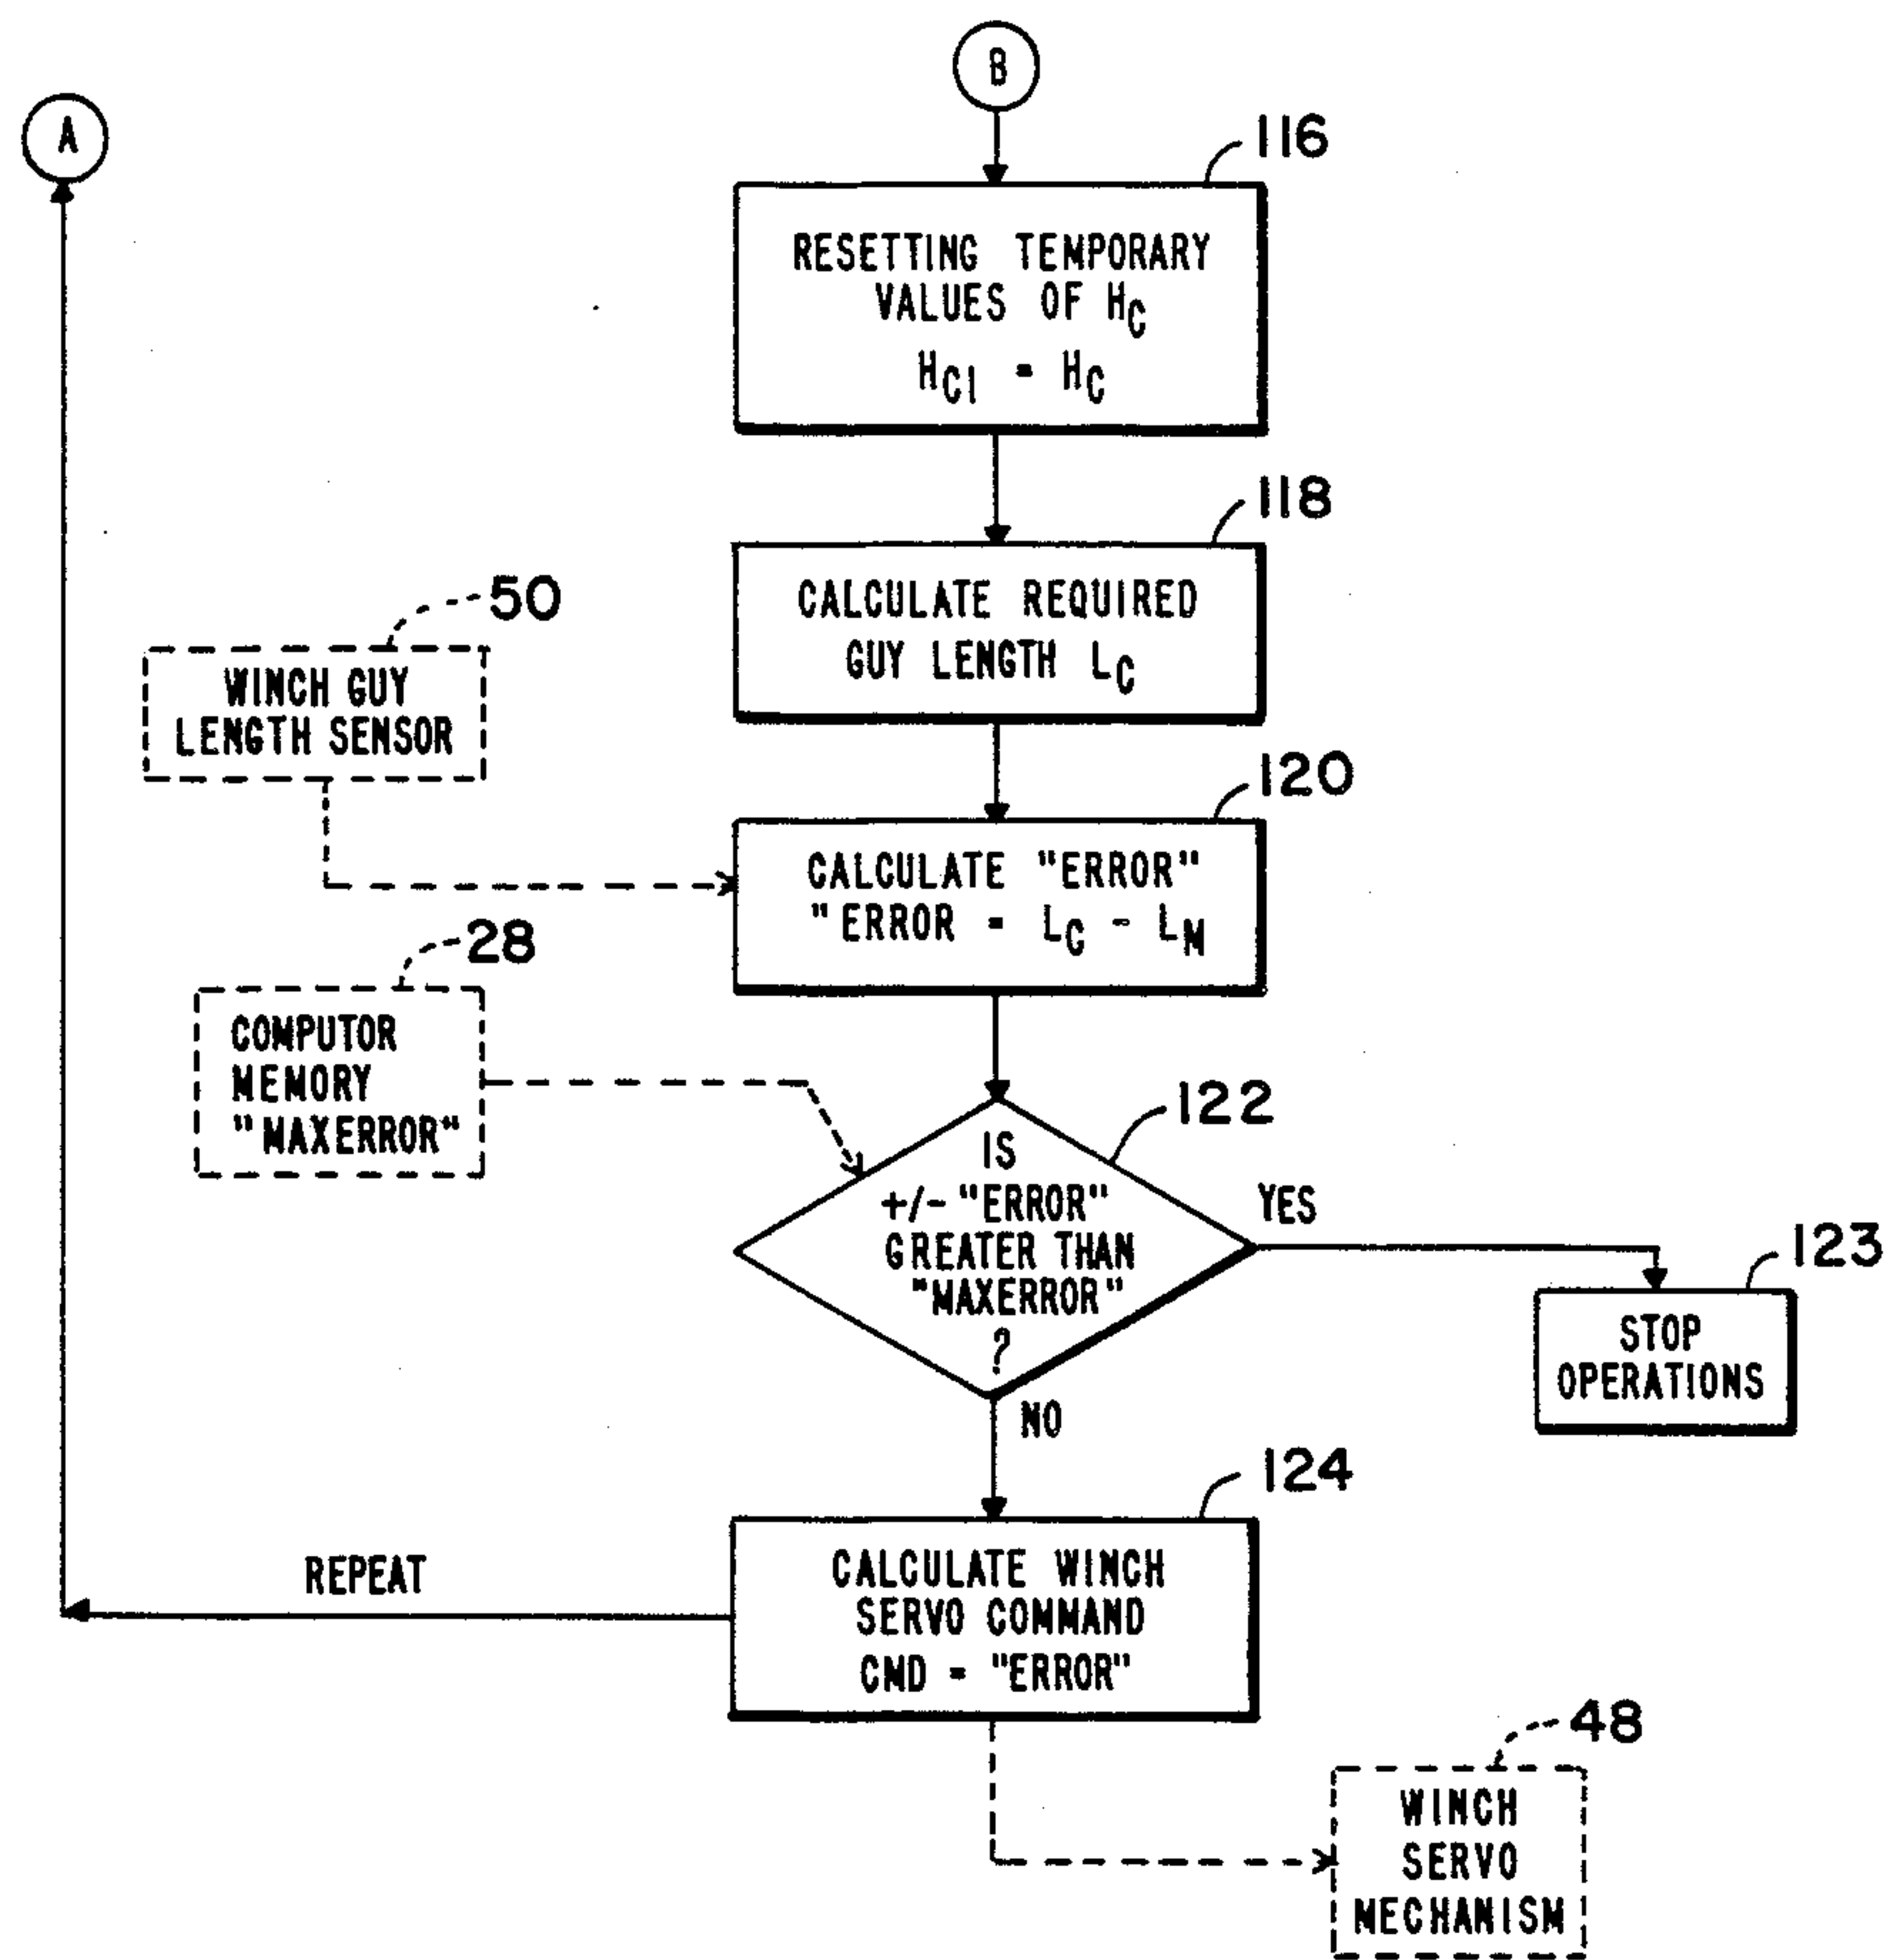 B
A
116
RESETTING TEMPORARY
VALUES OF HC
HCI = HC
118
CALCULATE REQUIRED
GUY LENGTH LC
50
WINCH GUY
LENGTH SENSOR
120
CALCULATE "ERROR"
"ERROR = LC - LM
28
COMPUTOR
MEMORY
"MAXERROR"
122
IS
+/- "ERROR"
GREATER THAN
"MAXERROR"
?
YES
123
STOP
OPERATIONS
NO
124
CALCULATE WINCH
SERVO COMMAND
CMD = "ERROR"
REPEAT
48
WINCH
SERVO
MECHANISM